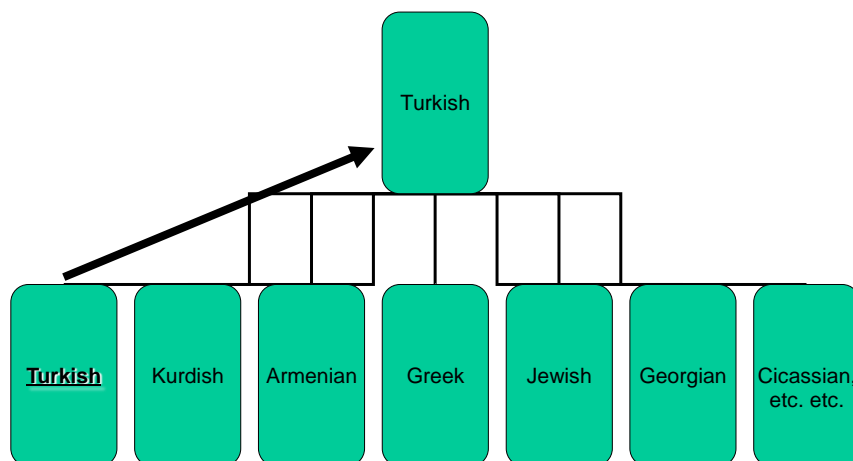 Turkish
Turkish
Kurdish
Armenian
Greek
Jewish
Georgian
Cicassian,
etc. etc.